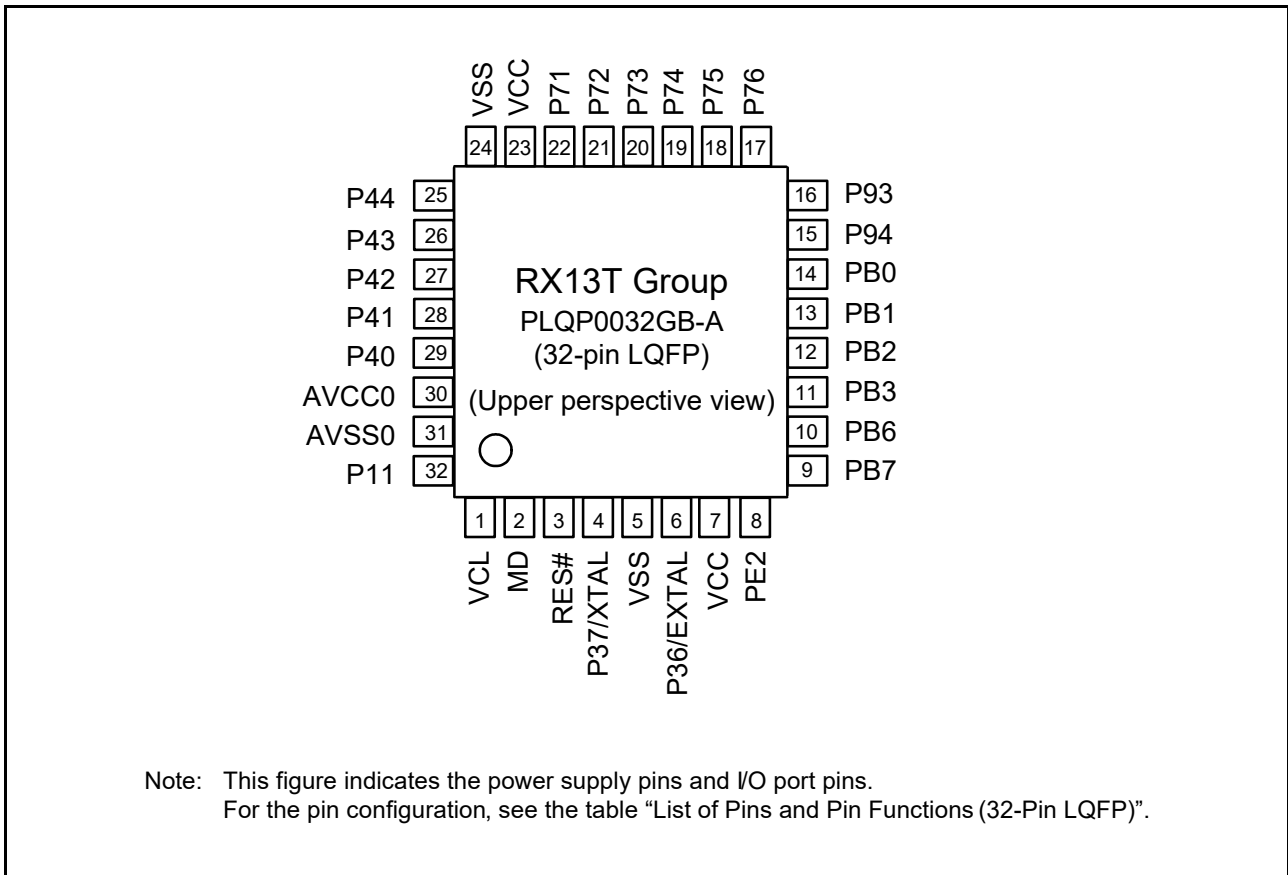 VSS
VCC
P71
P72
P73
P74
P75
P76
24 23 22 21 20 19 18 17
P44 25
P43 26
P42 27
P41 28
P40 29
AVCC0 30
AVSS0 31
P11 32
RX13T Group
PLQP0032GB-A
(32-pin LQFP)
(Upper perspective view)
16 P93
15 P94
14 PB0
13 PB1
12 PB2
11 PB3
10 PB6
9 PB7
1 2 3 4 5 6 7 8
VCL
MD
RES#
P37/XTAL
VSS
P36/EXTAL
VCC
PE2
Note: This figure indicates the power supply pins and I/O port pins.
For the pin configuration, see the table “List of Pins and Pin Functions (32-Pin LQFP)”.